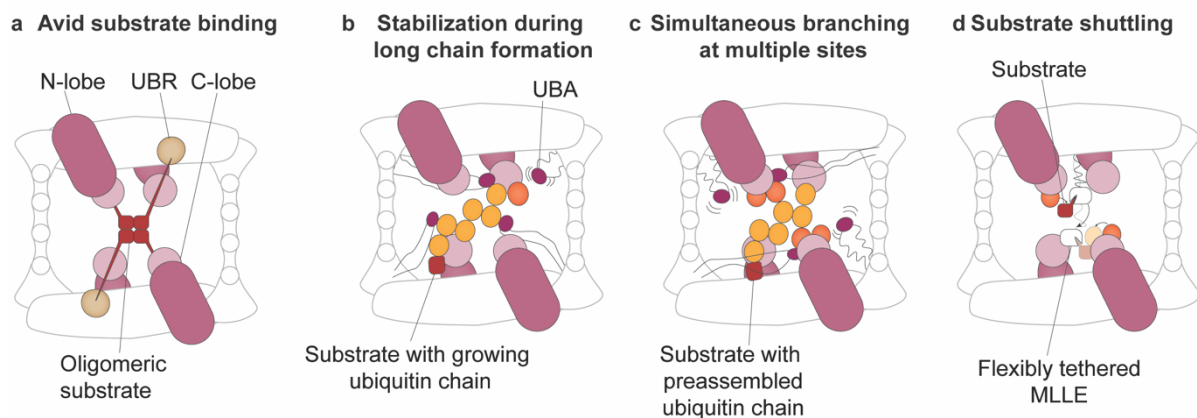 a Avid substrate binding
N-lobe UBR C-lobe
Oligomeric
substrate
b Stabilization during
long chain formation
UBA
Substrate with growing
ubiquitin chain
c Simultaneous branching
at multiple sites
Substrate with
preassembled
ubiquitin chain
d Substrate shuttling
Substrate
Flexibly tethered
MLLE